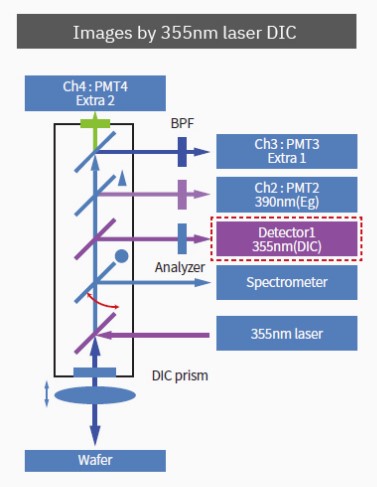 Images by 355nm laser DIC
Ch4 : PMT4
Extra 2
BPF
Ch3 : PMT3
Extra 1
Ch2 : PMT2
390nm(Eg)
Detector1
355nm(DIC)
Analyzer
Spectrometer
355nm laser
DIC prism
Wafer